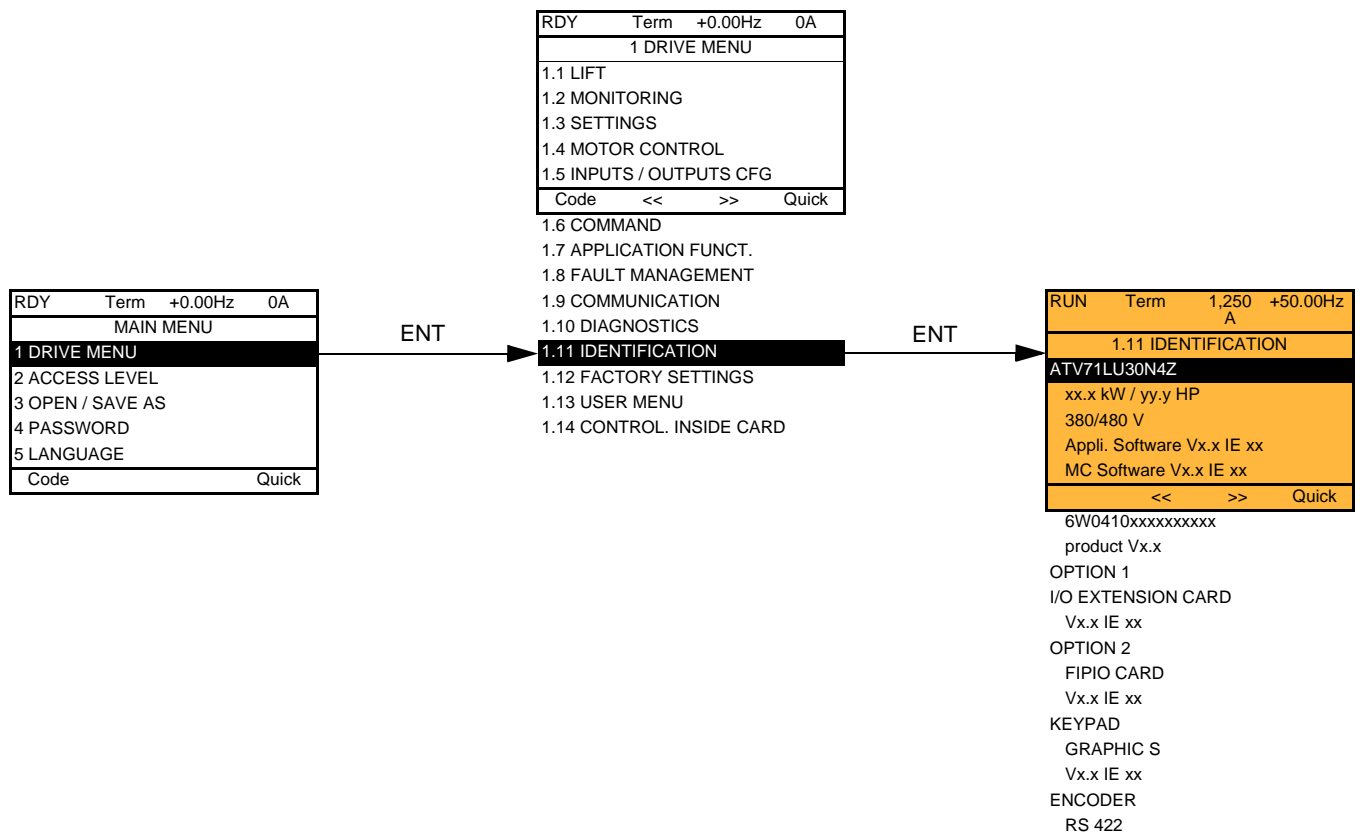 RDY Term +0.00Hz 0A
MAIN MENU
1 DRIVE MENU
2 ACCESS LEVEL
3 OPEN / SAVE AS
4 PASSWORD
5 LANGUAGE
Code Quick
ENT
RDY Term +0.00Hz 0A
1 DRIVE MENU
1.1 LIFT
1.2 MONITORING
1.3 SETTINGS
1.4 MOTOR CONTROL
1.5 INPUTS / OUTPUTS CFG
Code << >> Quick
1.6 COMMAND
1.7 APPLICATION FUNCT.
1.8 FAULT MANAGEMENT
1.9 COMMUNICATION
1.10 DIAGNOSTICS
1.11 IDENTIFICATION
1.12 FACTORY SETTINGS
1.13 USER MENU
1.14 CONTROL. INSIDE CARD
ENT
RUN Term 1,250 +50.00Hz
A
1.11 IDENTIFICATION
ATV71LU30N4Z
xx.x kW / yy.y HP
380/480 V
Appli. Software Vx.x IE xx
MC Software Vx.x IE xx
<< >> Quick
6W0410xxxxxxxxxx
product Vx.x
OPTION 1
I/O EXTENSION CARD
Vx.x IE xx
OPTION 2
FIPIO CARD
Vx.x IE xx
KEYPAD
GRAPHIC S
Vx.x IE xx
ENCODER
RS 422